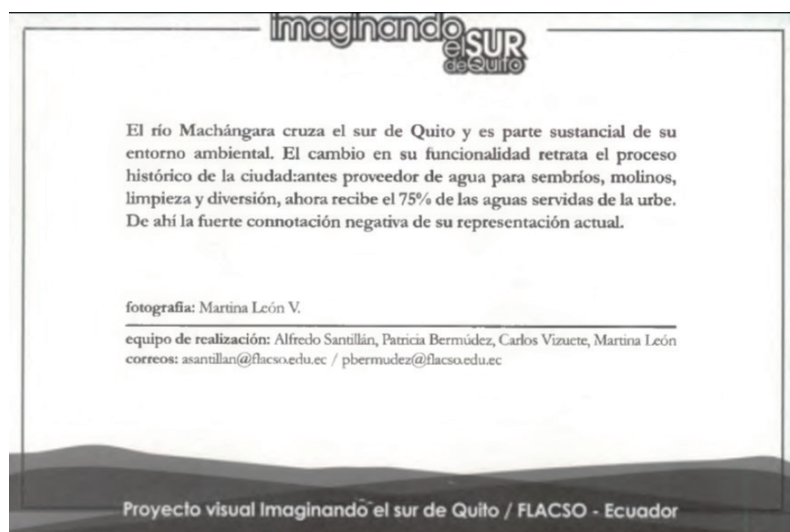 imaginando
el SUR
de Quito
El río Machángara cruza el sur de Quito y es parte sustancial de su
entorno ambiental. El cambio en su funcionalidad retrata el proceso
histórico de la ciudad:antes proveedor de agua para sembríos, molinos,
limpieza y diversión, ahora recibe el 75% de las aguas servidas de la urbe.
De ahí la fuerte connotación negativa de su representación actual.
fotografía: Martina León V.
equipo de realización: Alfredo Santillán, Patricia Bermúdez, Carlos Vizuete, Martina León
correos: asantillan@flacso.edu.ec / pbermudez@flacso.edu.ec
Proyecto visual Imaginando el sur de Quito / FLACSO - Ecuador